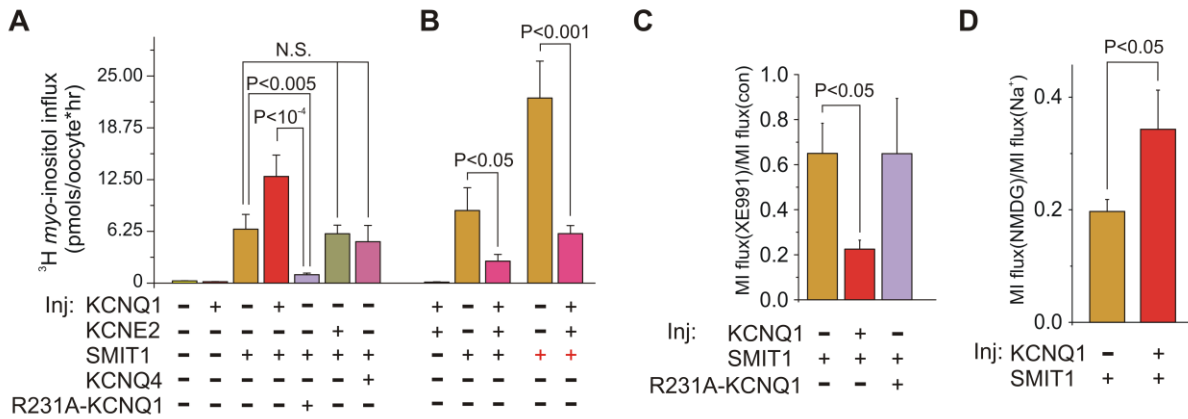 A
B
C
D
³H myo-inositol influx
(pmols/oocyte*hr)
25.00
18.75
12.50
6.25
0
N.S.
P<0.005
P<10⁻⁴
P<0.05
P<0.001
Inj: KCNQ1 − + − + − − − + − + − +
KCNE2 − − − − − + − + − + − +
SMIT1 − − + + + + + − + + + +
KCNQ4 − − − − − − + − − − − −
R231A-KCNQ1 − − − − + − − − − − − −
MI flux(XE991)/MI flux(con)
1.0
0.8
0.6
0.4
0.2
0.0
P<0.05
Inj: KCNQ1 − + −
SMIT1 + + +
R231A-KCNQ1 − − +
MI flux(NMDG)/MI flux(Na⁺)
0.4
0.2
0.0
P<0.05
Inj: KCNQ1 − +
SMIT1 + +